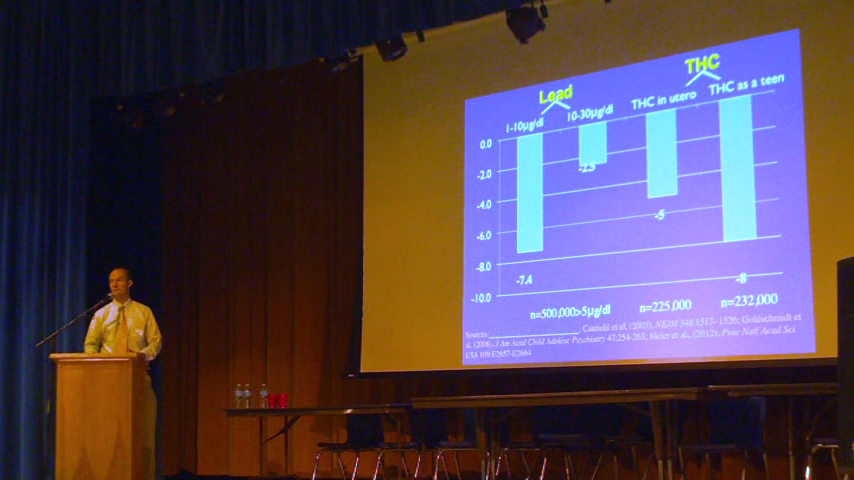 Lead
THC
1-10µg/dl
10-30µg/dl
THC in utero
THC as a teen
0.0
-2.0
-4.0
-6.0
-8.0
-10.0
-7.4
-2.5
-5
-8
n=500,000>5µg/dl
n=225,000
n=232,000
Sources: Canfield et al. (2003), NEJM 348:1517- 1526; Goldschmidt et
al. (2008), J Am Acad Child Adolesc Psychiatry 47:254-263; Meier et al., (2012), Proc Natl Acad Sci
USA 109:E2657-E2664